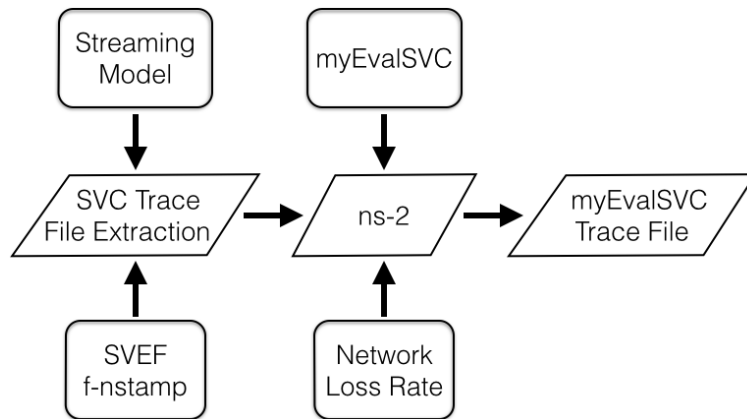 Streaming
Model
myEvalSVC
SVC Trace
File Extraction
ns-2
myEvalSVC
Trace File
SVEF
f-nstamp
Network
Loss Rate